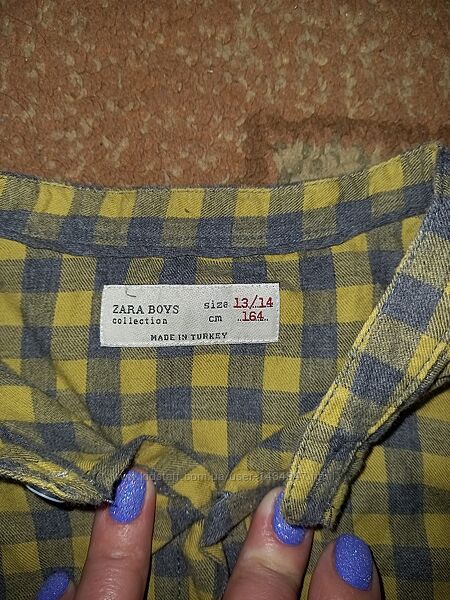 ZARA BOYS size 13/14
collection cm ..164..
MADE IN TURKEY